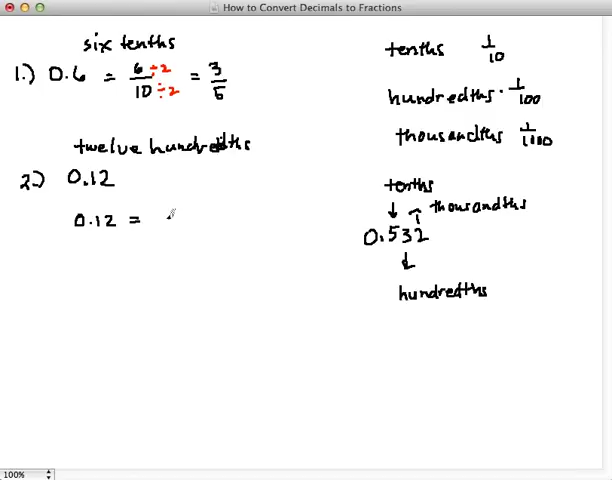 How to Convert Decimals to Fractions
six tenths
1.) 0.6 = 6 ÷2 / 10 ÷2 = 3/5
twelve hundredths
2.) 0.12
0.12 =
tenths 1/10
hundredths 1/100
thousandths 1/1000
tenths
thousandths
0.532
hundredths
100%